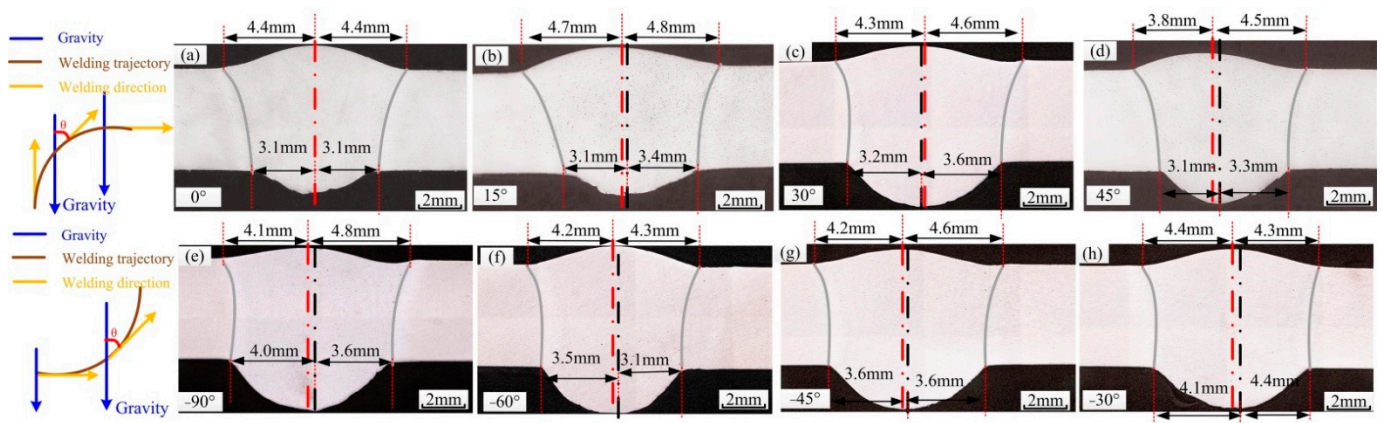 Gravity
Welding trajectory
Welding direction
θ
Gravity
(a)
4.4mm 4.4mm
3.1mm 3.1mm
0°
2mm
(b)
4.7mm 4.8mm
3.1mm 3.4mm
15°
2mm
(c)
4.3mm 4.6mm
3.2mm 3.6mm
30°
2mm
(d)
3.8mm 4.5mm
3.1mm 3.3mm
45°
2mm
Gravity
Welding trajectory
Welding direction
θ
Gravity
(e)
4.1mm 4.8mm
4.0mm 3.6mm
−90°
2mm
(f)
4.2mm 4.3mm
3.5mm 3.1mm
−60°
2mm
(g)
4.2mm 4.6mm
3.6mm 3.6mm
−45°
2mm
(h)
4.4mm 4.3mm
4.1mm 4.4mm
−30°
2mm